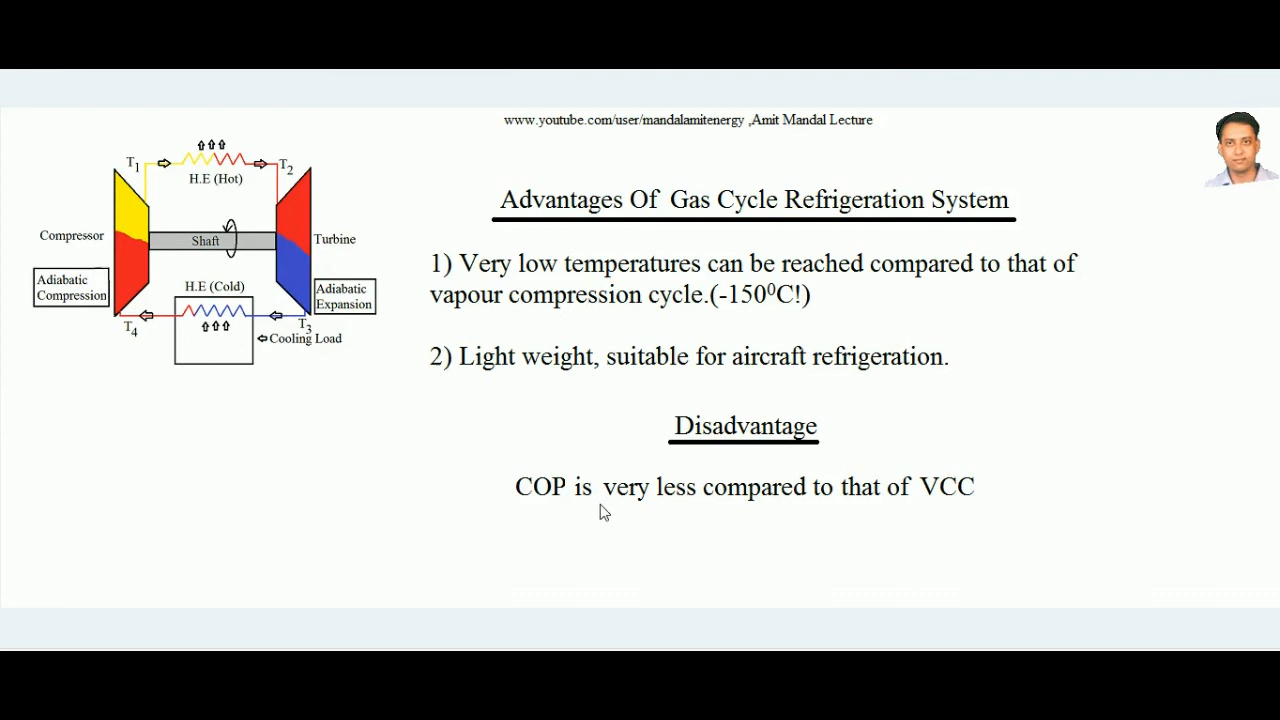 www.youtube.com/user/mandalamitenergy ,Amit Mandal Lecture
T1
T2
H.E (Hot)
Compressor
Shaft
Turbine
Adiabatic
Compression
H.E (Cold)
Adiabatic
Expansion
T4
T3
Cooling Load
Advantages Of Gas Cycle Refrigeration System
1) Very low temperatures can be reached compared to that of
vapour compression cycle.(-150⁰C!)
2) Light weight, suitable for aircraft refrigeration.
Disadvantage
COP is very less compared to that of VCC